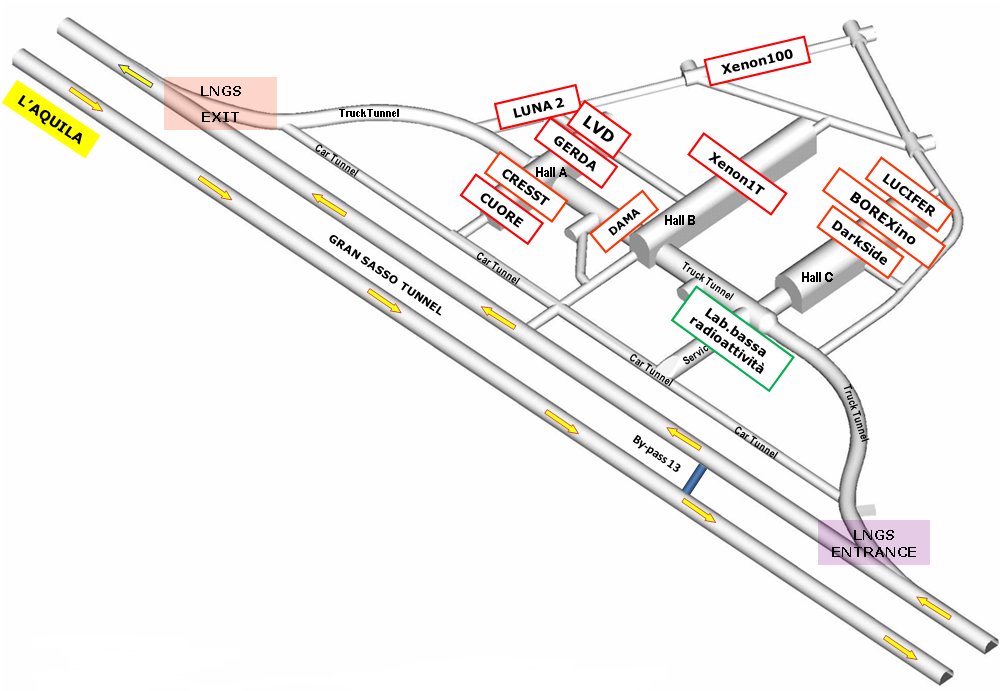 Xenon100
LNGS
EXIT
L'AQUILA
TruckTunnel
LUNA 2
LVD
GERDA
Hall A
CRESST
CUORE
Car Tunnel
Xenon1T
DAMA
Hall B
LUCIFER
BOREXino
DarkSide
Hall C
GRAN SASSO TUNNEL
Car Tunnel
Truck Tunnel
Lab.bassa
radioattività
Car Tunnel
Truck Tunnel
By-pass 13
Car Tunnel
LNGS
ENTRANCE